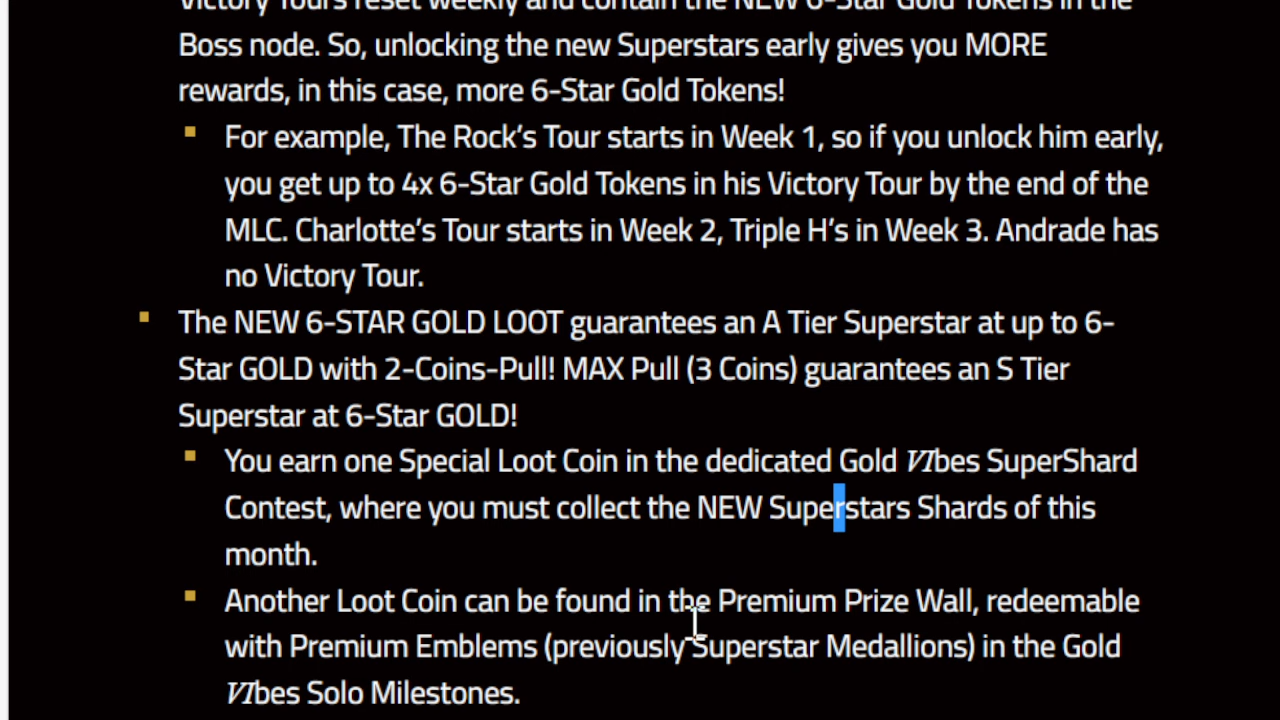 Victory Tours reset weekly and contain the NEW 6-Star Gold Tokens in the
Boss node. So, unlocking the new Superstars early gives you MORE
rewards, in this case, more 6-Star Gold Tokens!
For example, The Rock's Tour starts in Week 1, so if you unlock him early,
you get up to 4x 6-Star Gold Tokens in his Victory Tour by the end of the
MLC. Charlotte's Tour starts in Week 2, Triple H's in Week 3. Andrade has
no Victory Tour.
The NEW 6-STAR GOLD LOOT guarantees an A Tier Superstar at up to 6-
Star GOLD with 2-Coins-Pull! MAX Pull (3 Coins) guarantees an S Tier
Superstar at 6-Star GOLD!
You earn one Special Loot Coin in the dedicated Gold VIbes SuperShard
Contest, where you must collect the NEW Superstars Shards of this
month.
Another Loot Coin can be found in the Premium Prize Wall, redeemable
with Premium Emblems (previously Superstar Medallions) in the Gold
VIbes Solo Milestones.